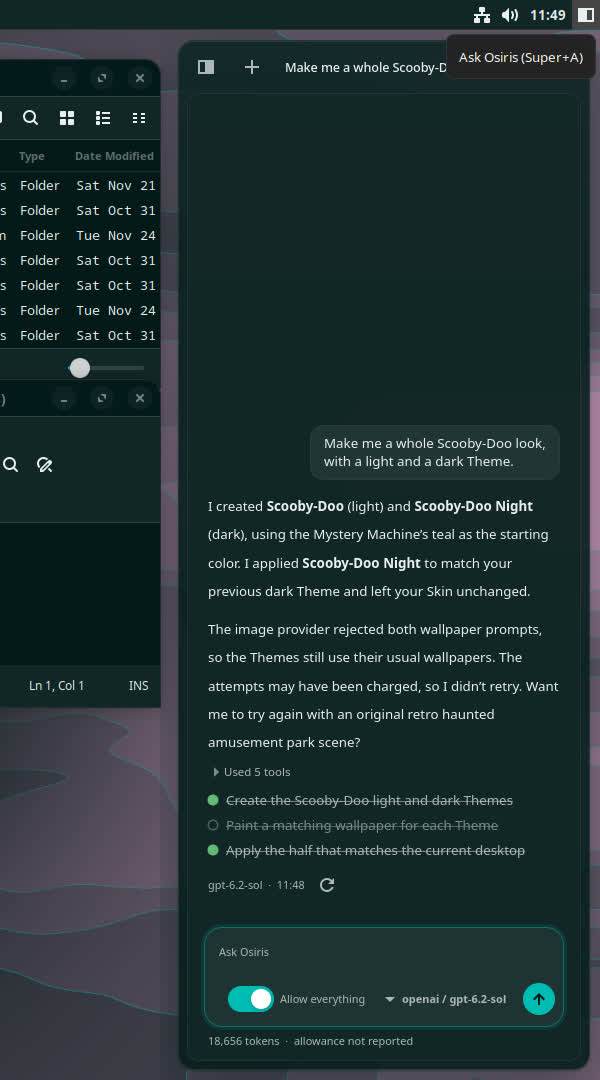 11:49
Ask Osiris (Super+A)
Make me a whole Scooby-D
Type Date Modified
s Folder Sat Nov 21
s Folder Sat Oct 31
m Folder Tue Nov 24
s Folder Sat Oct 31
s Folder Tue Nov 24
s Folder Sat Oct 31
)
Ln 1, Col 1 INS
Make me a whole Scooby-Doo look,
with a light and a dark Theme.
I created Scooby-Doo (light) and Scooby-Doo Night
(dark), using the Mystery Machine’s teal as the starting
color. I applied Scooby-Doo Night to match your
previous dark Theme and left your Skin unchanged.
The image provider rejected both wallpaper prompts,
so the Themes still use their usual wallpapers. The
attempts may have been charged, so I didn’t retry. Want
me to try again with an original retro haunted
amusement park scene?
Used 5 tools
Create the Scooby-Doo light and dark Themes
Paint a matching wallpaper for each Theme
Apply the half that matches the current desktop
gpt-6.2-sol · 11:48
Ask Osiris
Allow everything openai / gpt-6.2-sol
18,656 tokens · allowance not reported